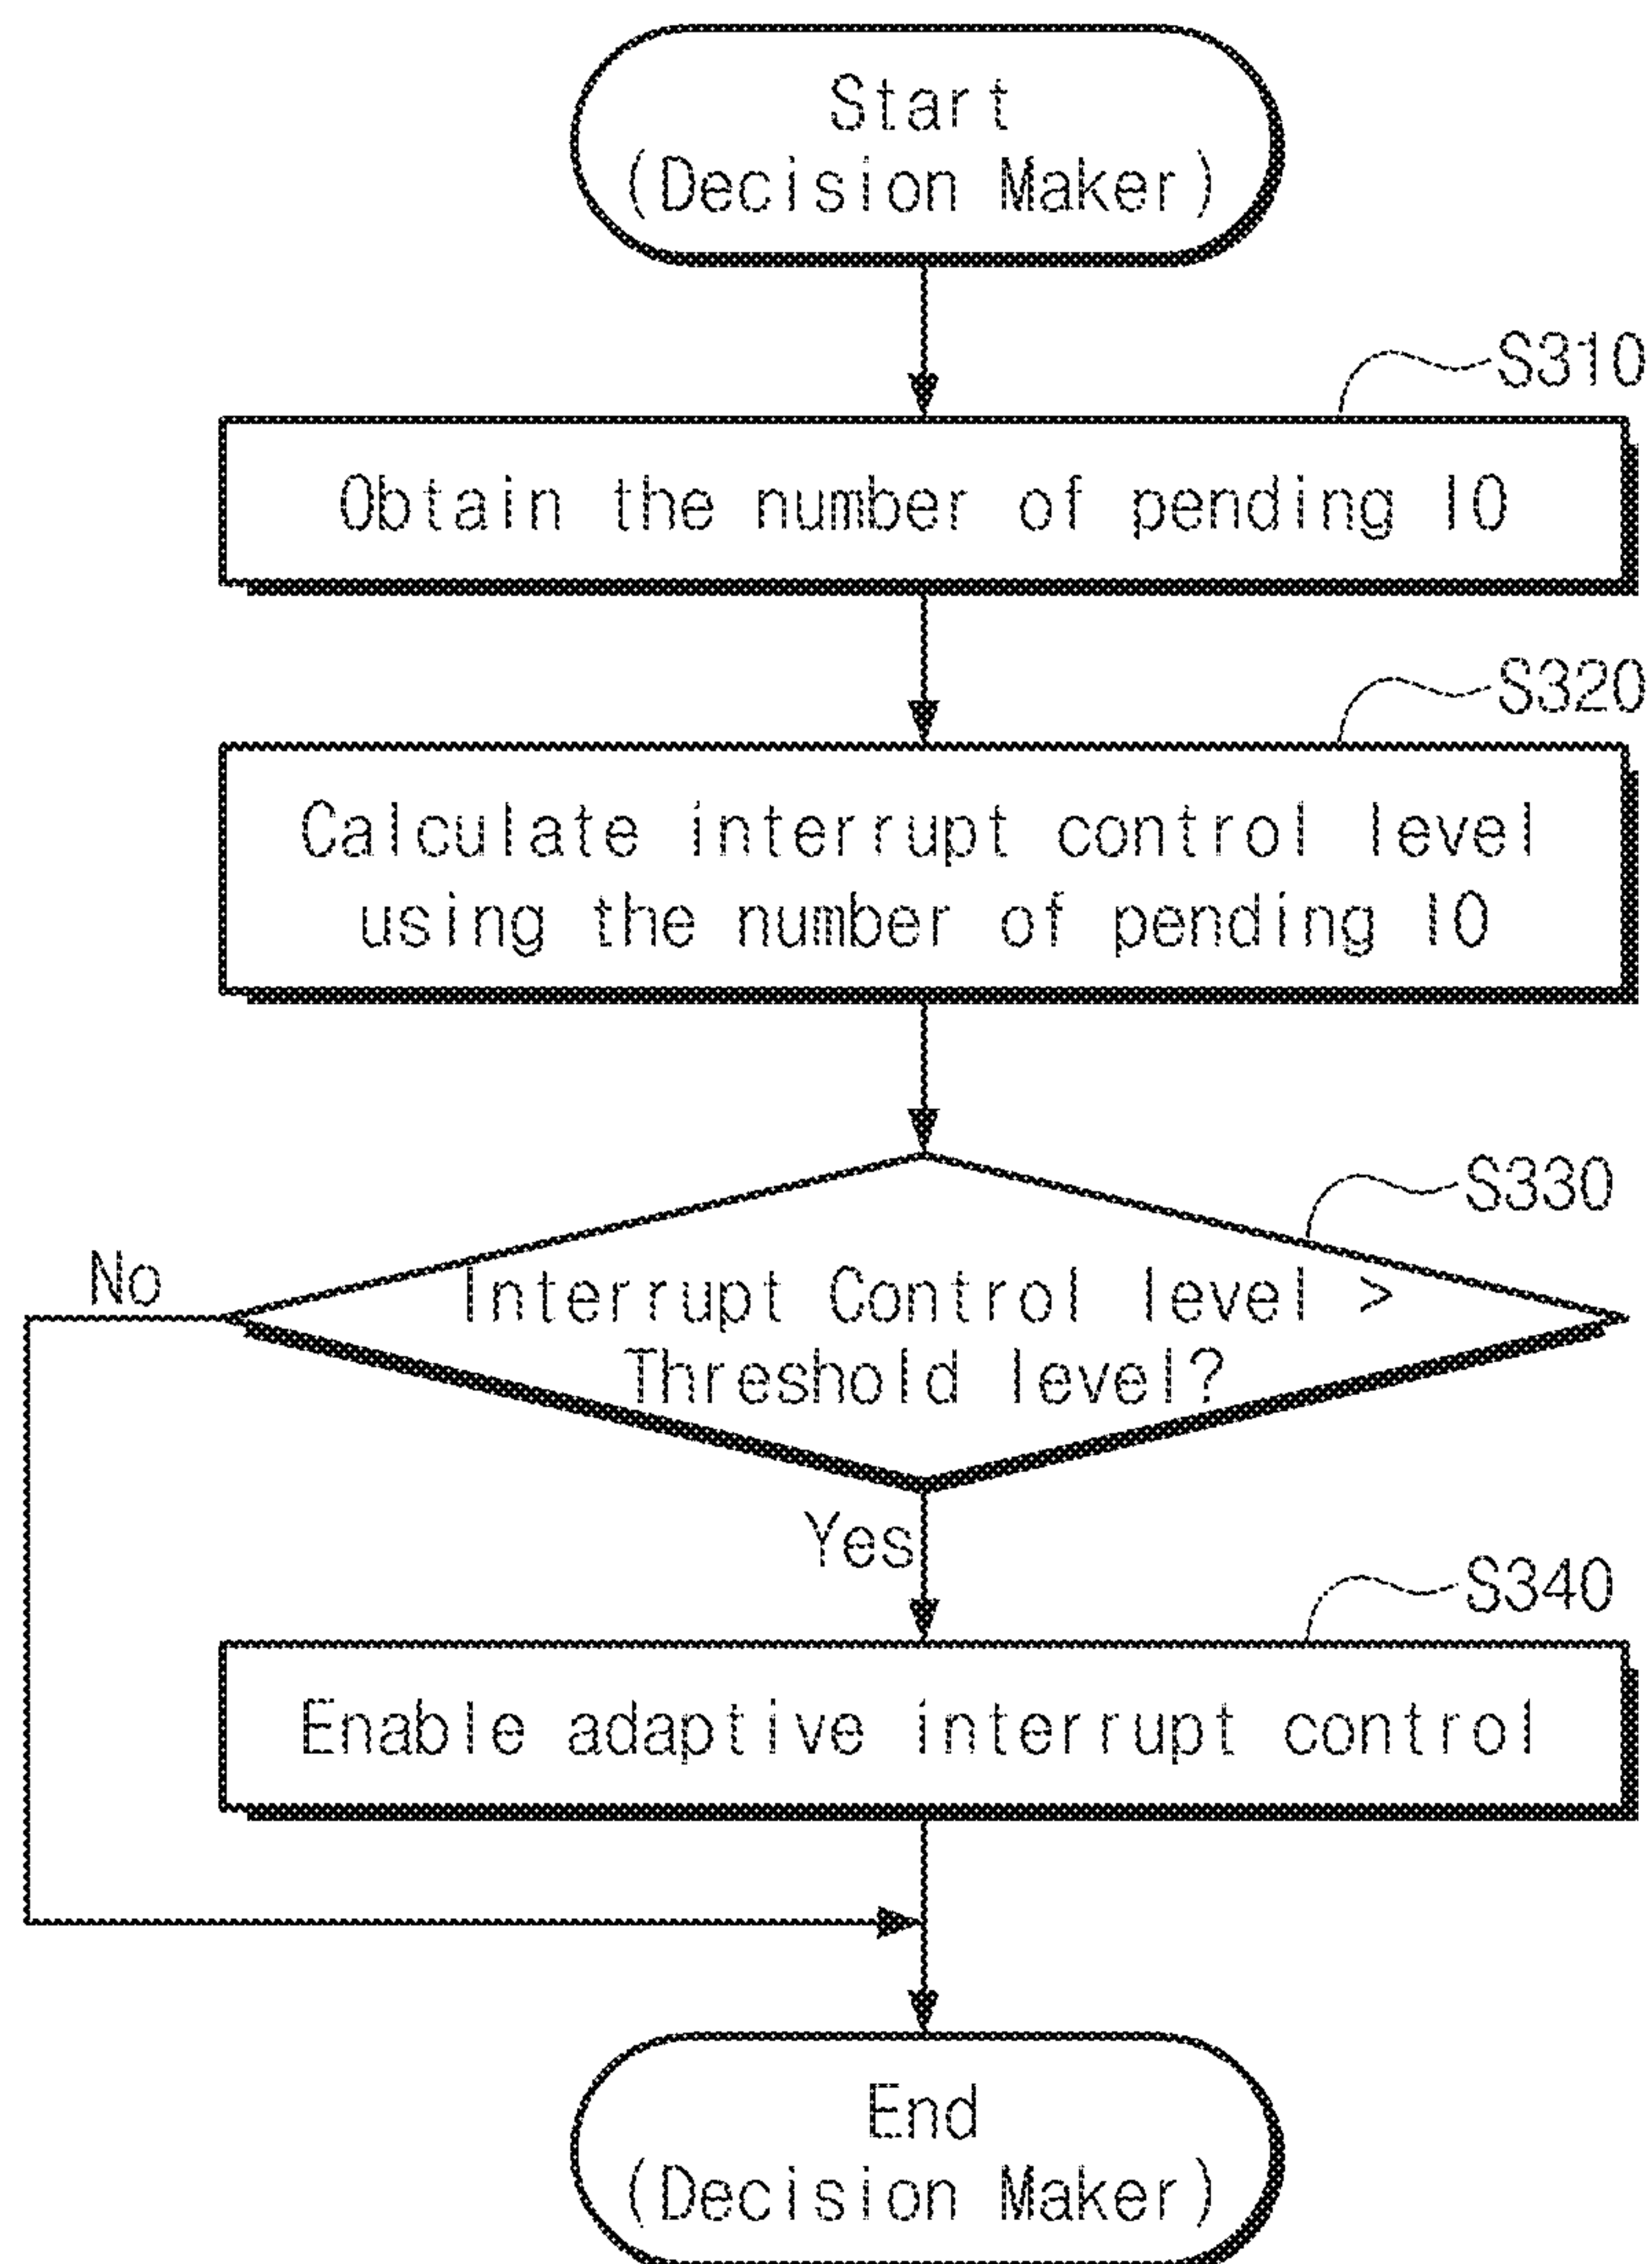 Start
(Decision Maker)
S310
Obtain the number of pending IO
S320
Calculate interrupt control level
using the number of pending IO
S330
No
Interrupt Control level >
Threshold level?
Yes
S340
Enable adaptive interrupt control
End
(Decision Maker)